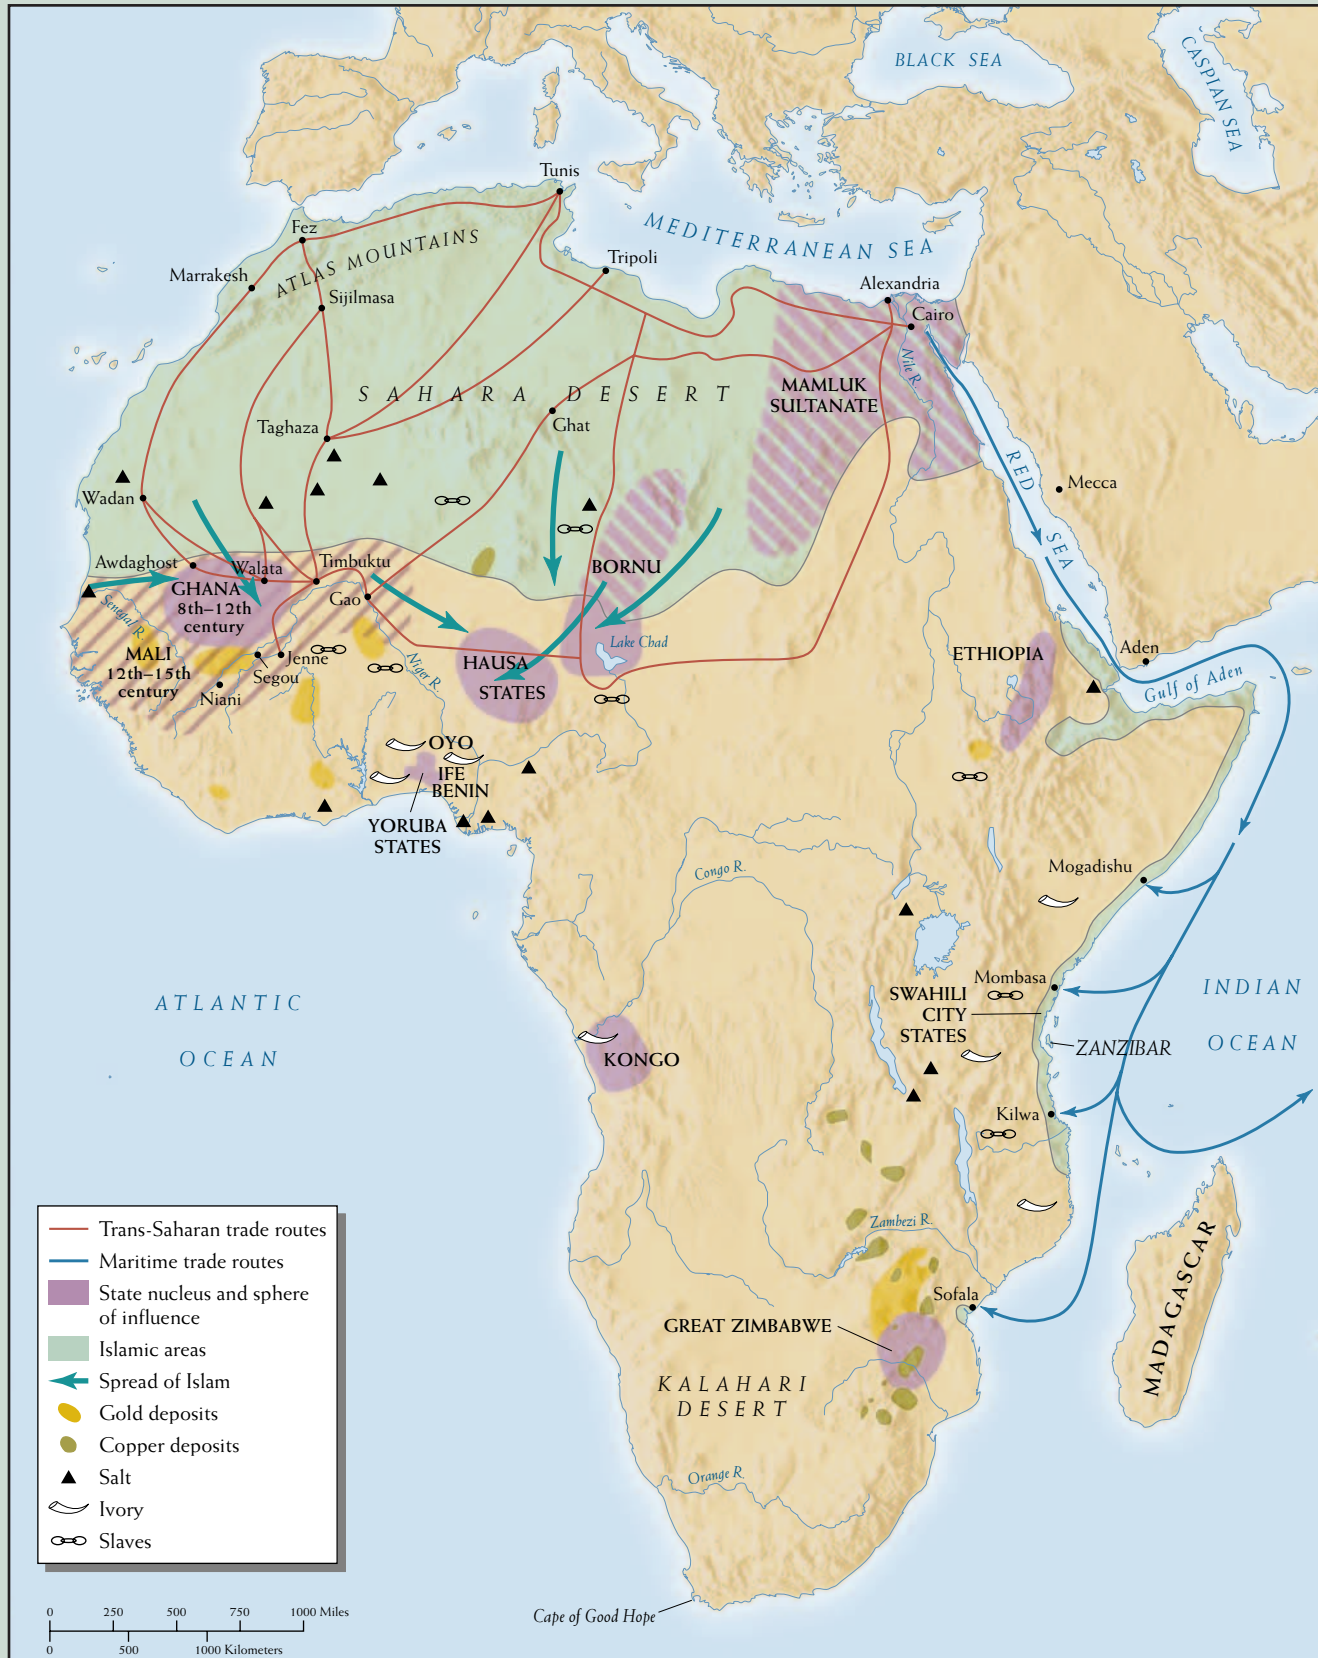 BLACK SEA
CASPIAN SEA
Tunis
MEDITERRANEAN SEA
Fez
ATLAS MOUNTAINS
Tripoli
Marrakesh
Sijilmasa
Alexandria
Cairo
Nile R.
SAHARA DESERT
MAMLUK
SULTANATE
Taghaza
Ghat
RED
SEA
Mecca
Wadan
Awdaghost
Walata
Timbuktu
BORNU
GHANA
8th–12th
century
Gao
Senegal R.
Lake Chad
MALI
12th–15th
century
Jenne
Segou
Niani
Niger R.
HAUSA
STATES
ETHIOPIA
Aden
Gulf of Aden
OYO
IFE
BENIN
YORUBA
STATES
Congo R.
Mogadishu
ATLANTIC
OCEAN
Mombasa
SWAHILI
CITY
STATES
INDIAN
OCEAN
ZANZIBAR
KONGO
Kilwa
Zambezi R.
Sofala
GREAT ZIMBABWE
MADAGASCAR
KALAHARI
DESERT
Orange R.
Cape of Good Hope
Trans-Saharan trade routes
Maritime trade routes
State nucleus and sphere
of influence
Islamic areas
Spread of Islam
Gold deposits
Copper deposits
Salt
Ivory
Slaves
0 250 500 750 1000 Miles
0 500 1000 Kilometers